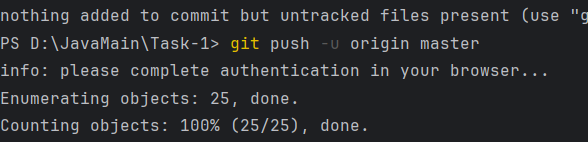 nothing added to commit but untracked files present (use "g
PS D:\JavaMain\Task-1> git push -u origin master
info: please complete authentication in your browser...
Enumerating objects: 25, done.
Counting objects: 100% (25/25), done.